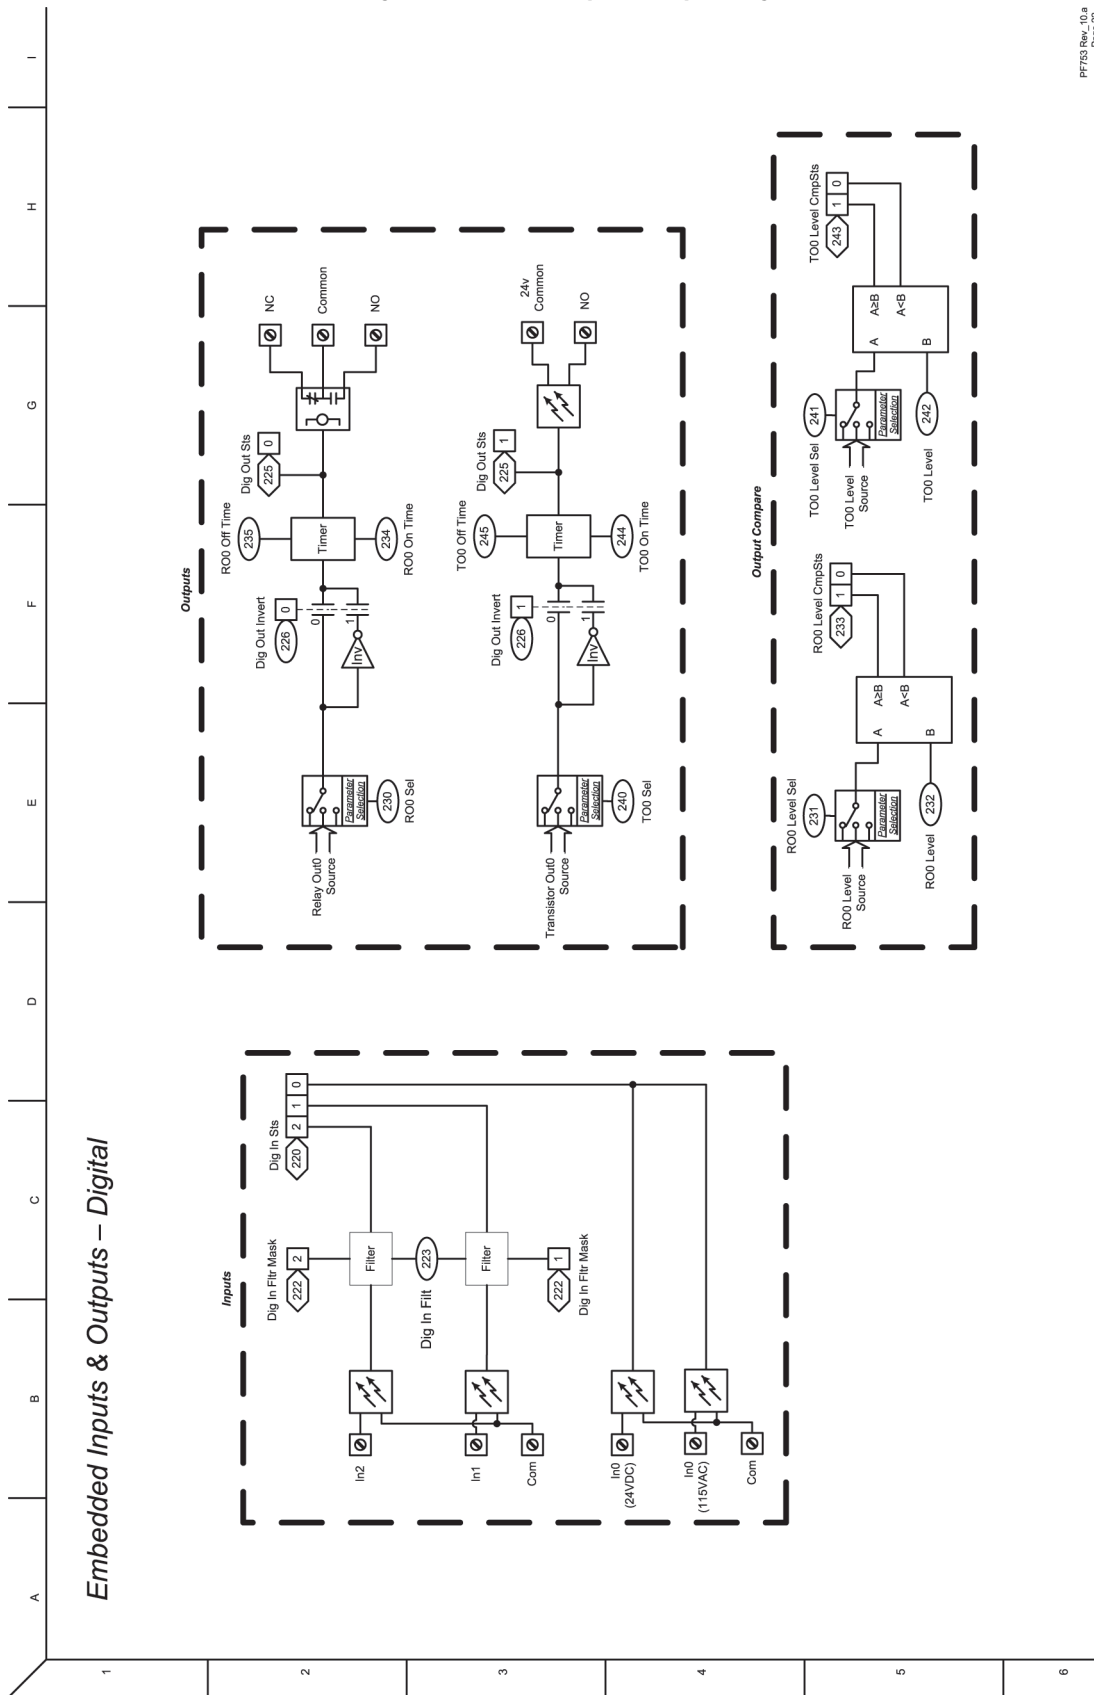 A
B
C
D
E
F
G
H
I
1
2
3
4
5
6
Embedded Inputs & Outputs – Digital
Inputs
Dig In Fltr Mask
222
2
Dig In Sts
220
2
1
0
In2
Filter
Dig In Filt
223
In1
Filter
Com
222
1
Dig In Fltr Mask
In0
(24VDC)
In0
(115VAC)
Com
Outputs
Relay Out0
Source
Parameter
Selection
230
RO0 Sel
Dig Out Invert
226
0
0
1
Inv
RO0 Off Time
235
Timer
234
RO0 On Time
Dig Out Sts
225
0
NC
Common
NO
Transistor Out0
Source
Parameter
Selection
240
TO0 Sel
Dig Out Invert
226
1
0
1
Inv
TO0 Off Time
245
Timer
244
TO0 On Time
Dig Out Sts
225
1
24v
Common
NO
Output Compare
RO0 Level Sel
231
RO0 Level
Source
Parameter
Selection
232
RO0 Level
A
B
A≥B
A<B
RO0 Level CmpSts
233
1
0
TO0 Level Sel
241
TO0 Level
Source
Parameter
Selection
242
TO0 Level
A
B
A≥B
A<B
TO0 Level CmpSts
243
1
0
PF753 Rev_10.a